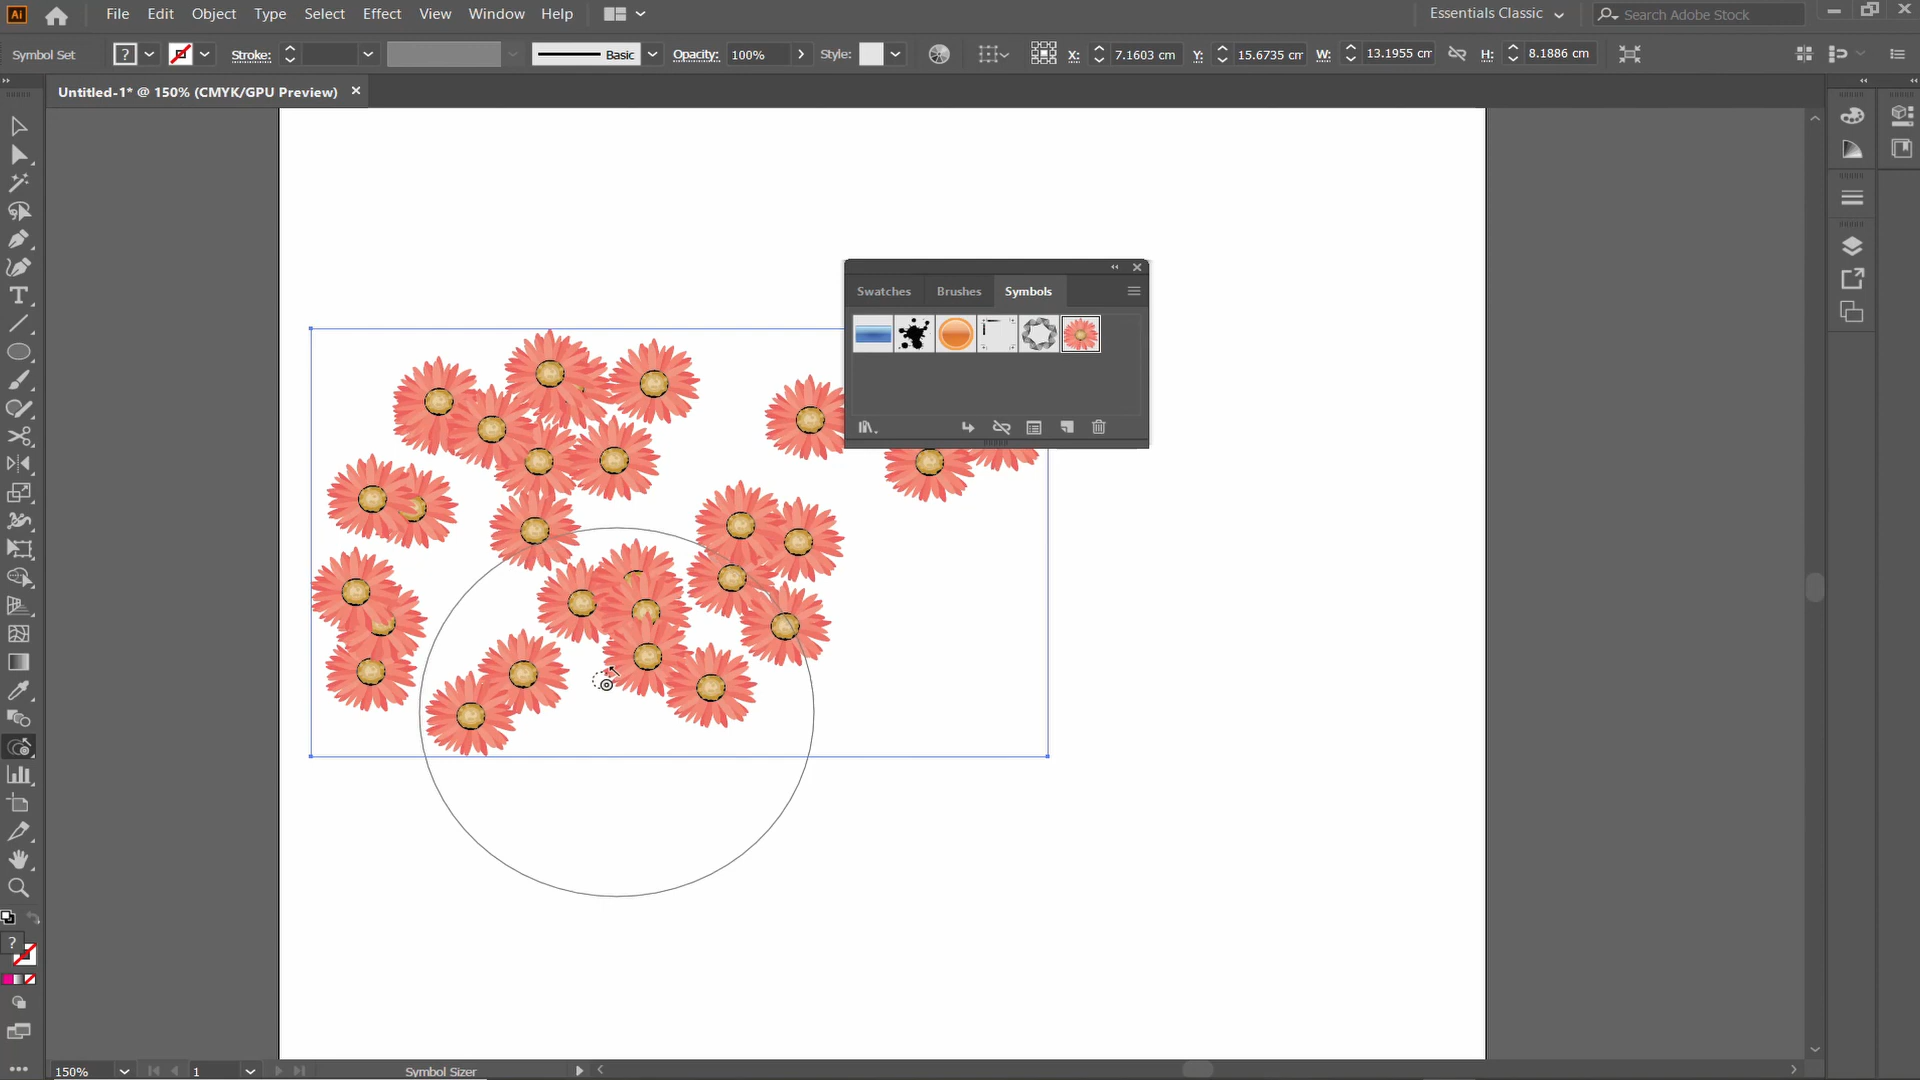 Ai File Edit Object Type Select Effect View Window Help Essentials Classic Search Adobe Stock
Symbol Set ? Stroke: Basic Opacity: 100% Style: X: 7.1603 cm Y: 15.6735 cm W: 13.1955 cm H: 8.1886 cm
Untitled-1* @ 150% (CMYK/GPU Preview)
Swatches Brushes Symbols
?
150% 1 Symbol Sizer